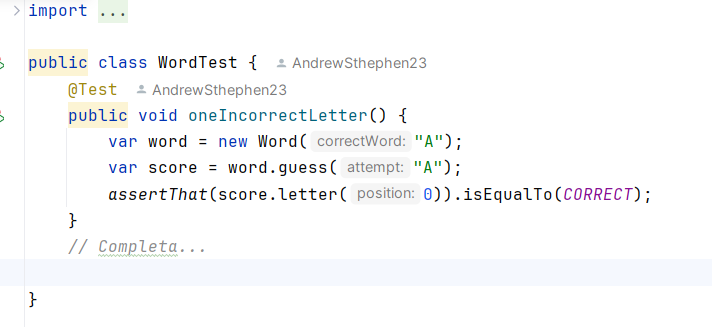 import ...
public class WordTest { AndrewSthephen23
@Test AndrewSthephen23
public void oneIncorrectLetter() {
var word = new Word( correctWord: "A");
var score = word.guess( attempt: "A");
assertThat(score.letter( position: 0)).isEqualTo(CORRECT);
}
// Completa...
}